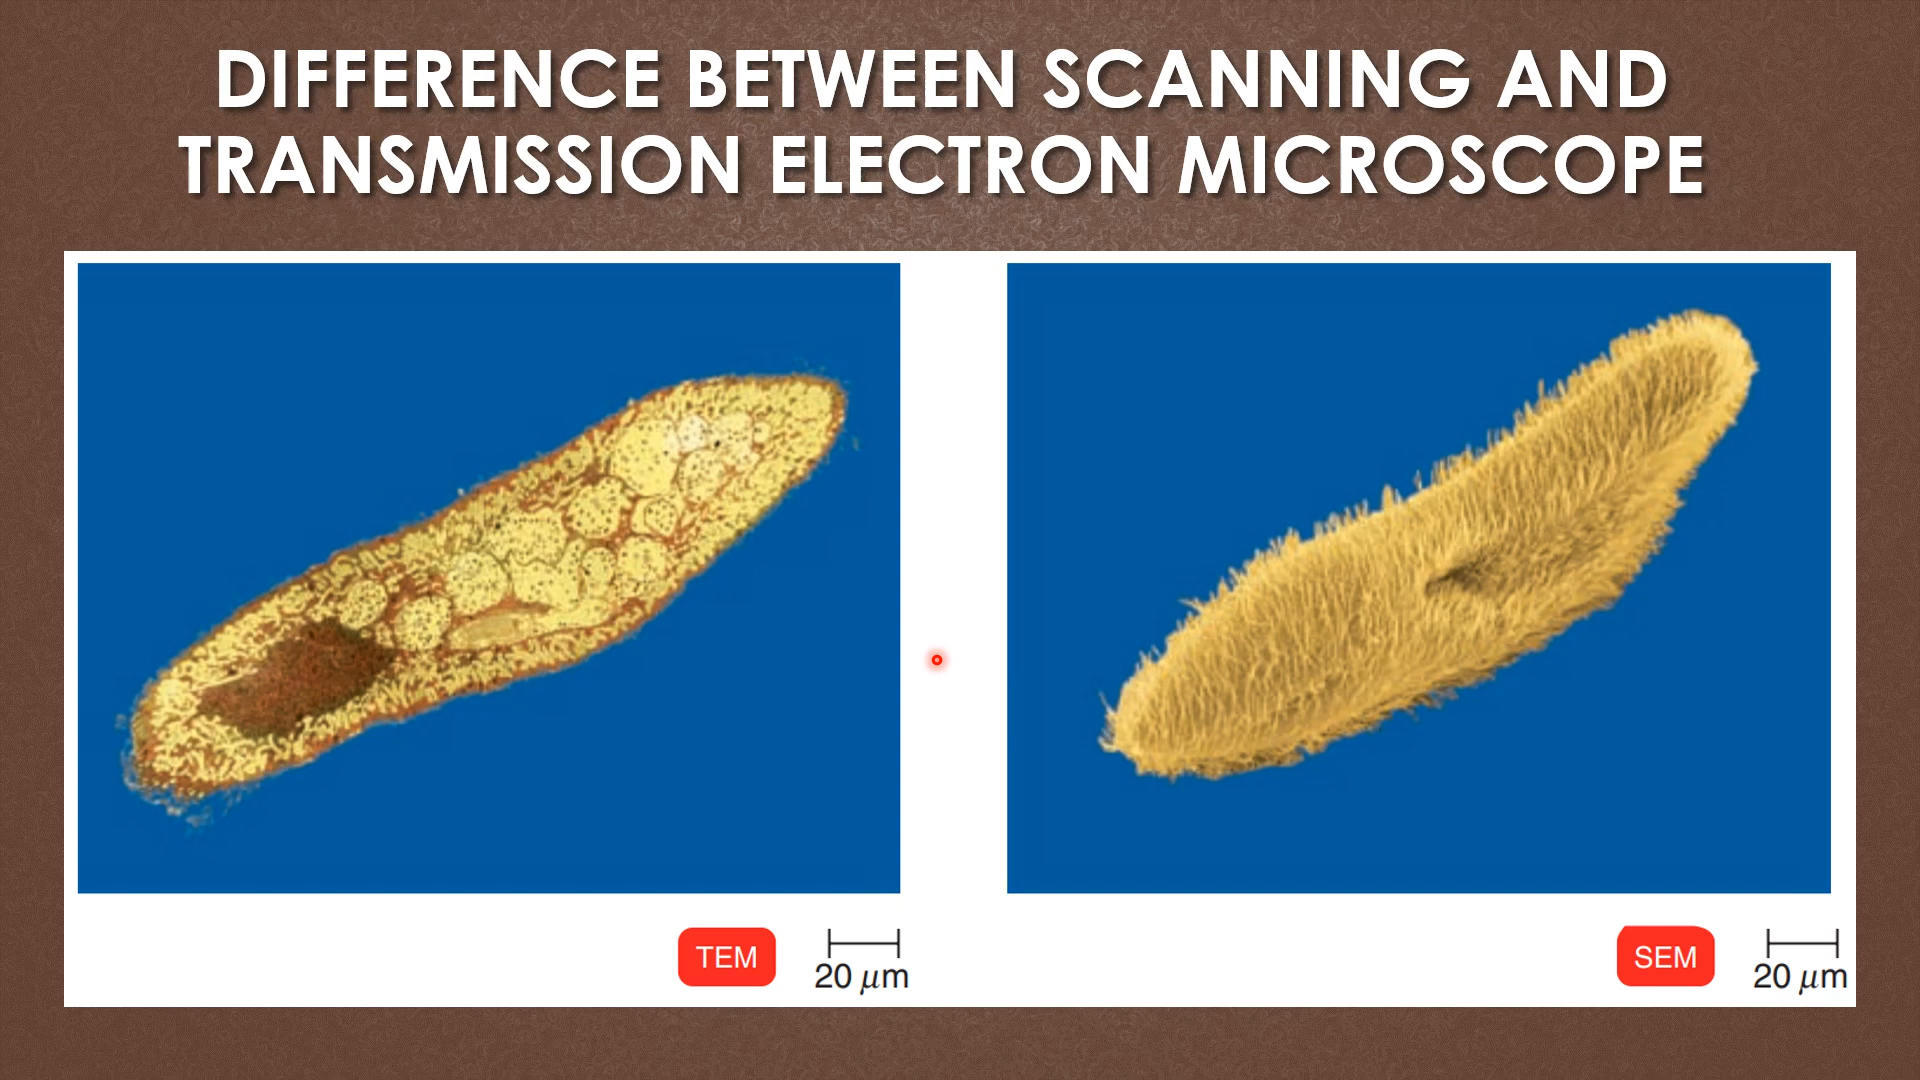 DIFFERENCE BETWEEN SCANNING AND
TRANSMISSION ELECTRON MICROSCOPE
TEM
20 μm
SEM
20 μm